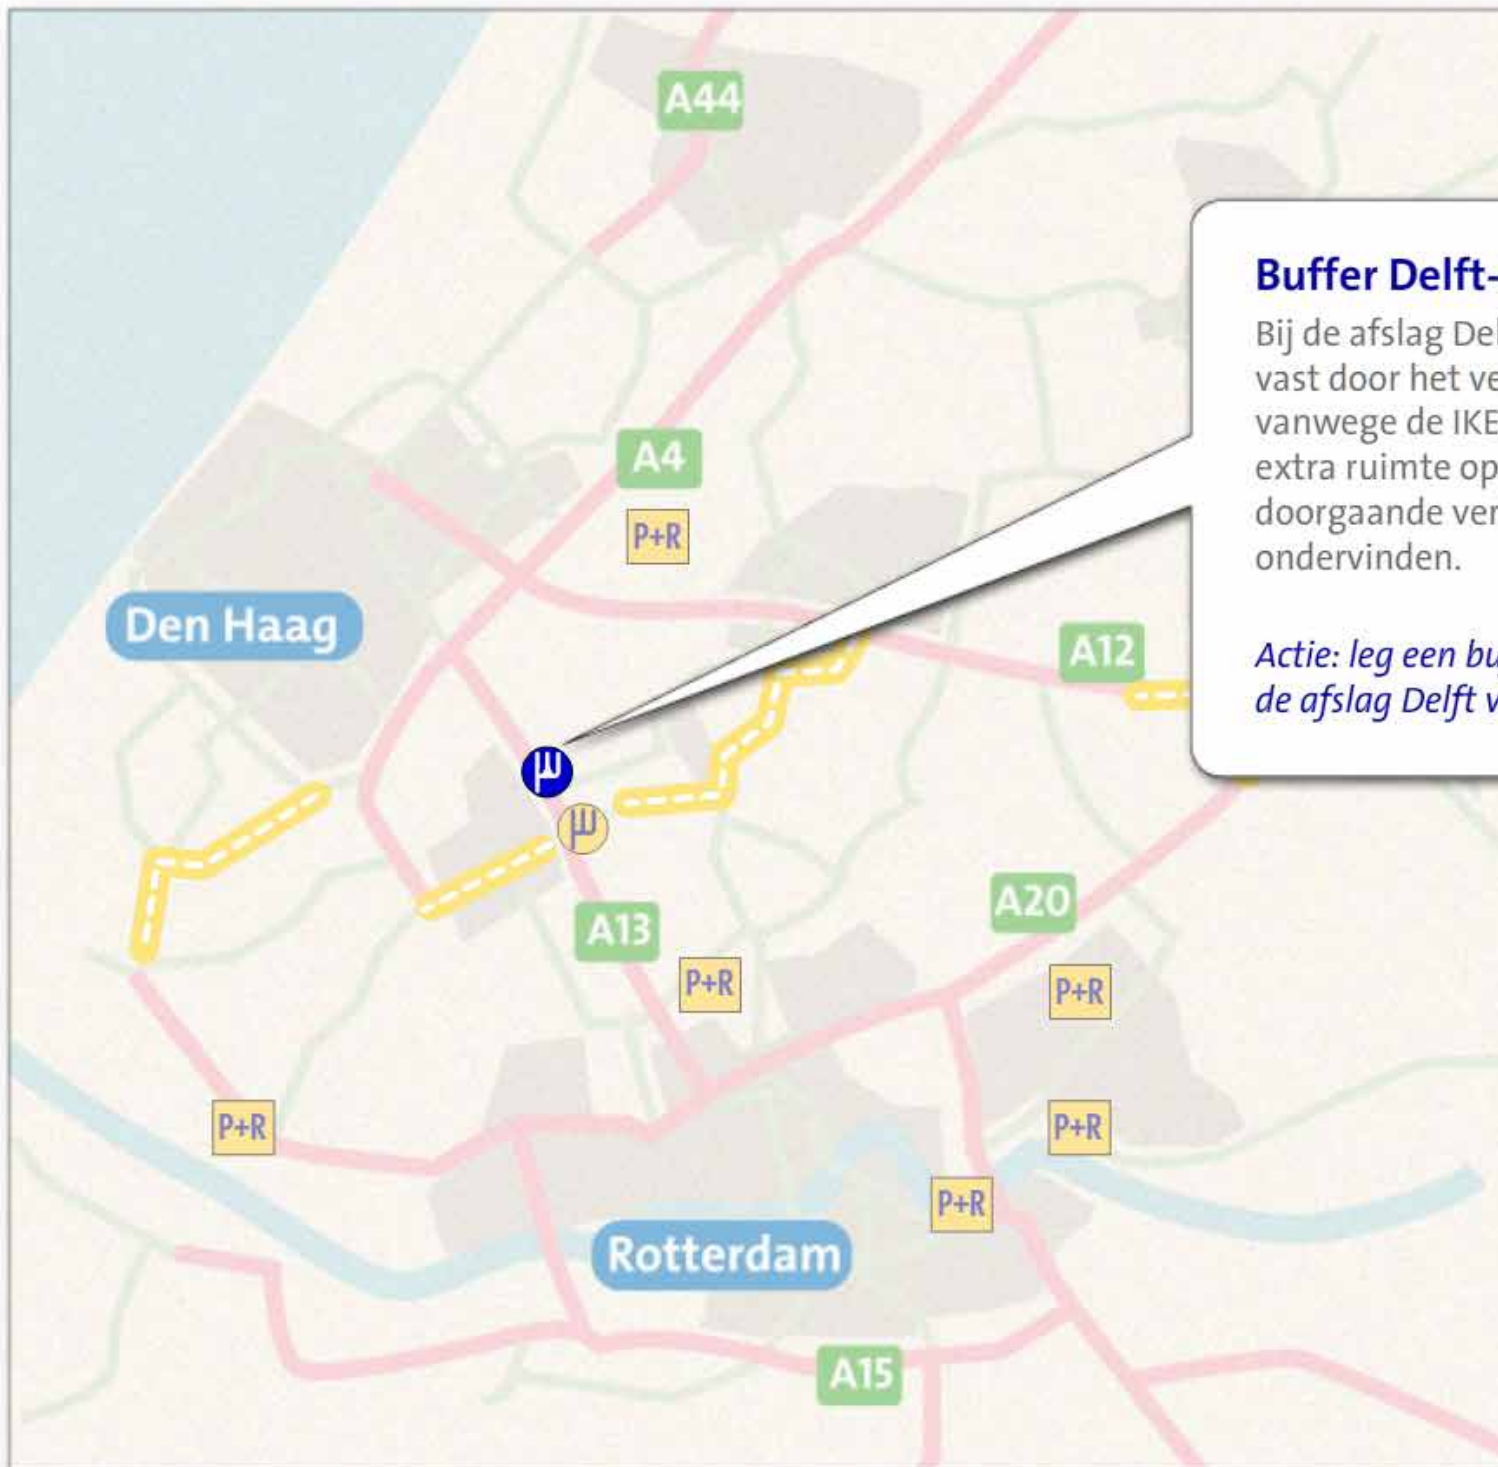 A44
Buffer Delft-
Bij de afslag De
vast door het ve
vanwege de IKE
extra ruimte op
doorgaande ver
ondervinden.
Actie: leg een bu
de afslag Delft v
A4
P+R
Den Haag
A12
A20
A13
P+R
P+R
P+R
P+R
P+R
Rotterdam
A15